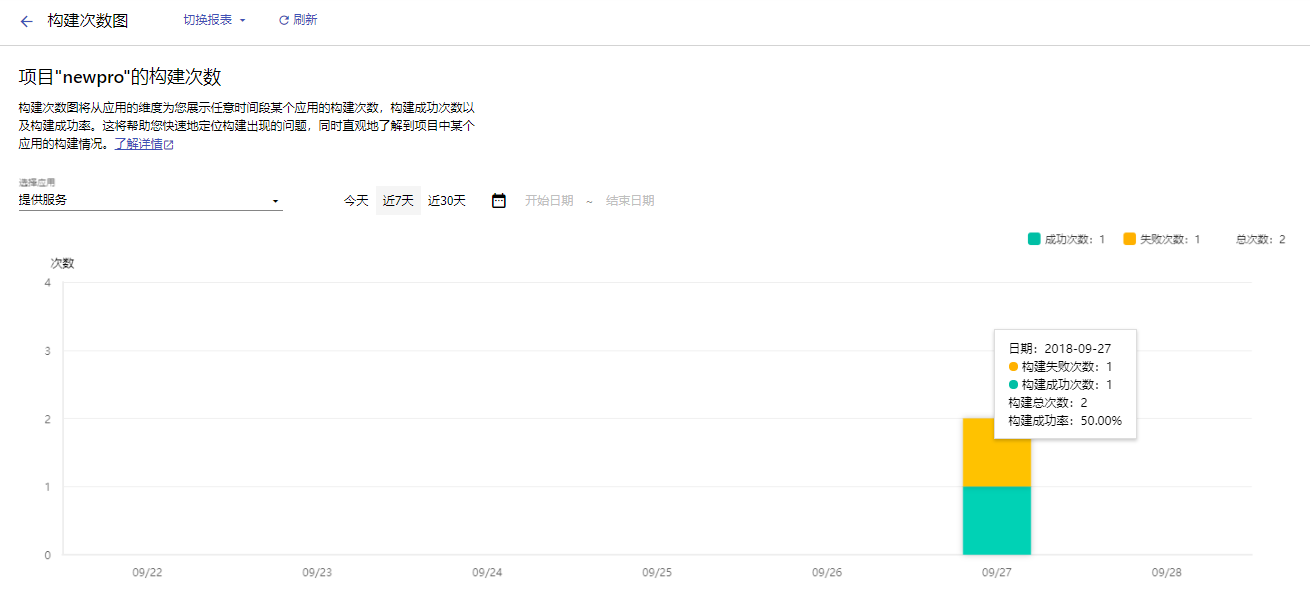 构建次数图 切换报表 刷新
项目"newpro"的构建次数
构建次数图将从应用的维度为您展示任意时间段某个应用的构建次数，构建成功次数以
及构建成功率。这将帮助您快速地定位构建出现的问题，同时直观地了解到项目中某个
应用的构建情况。了解详情
选择应用
提供服务 今天 近7天 近30天 开始日期 ~ 结束日期
成功次数：1 失败次数：1 总次数：2
次数
4
3
日期：2018-09-27
构建失败次数：1
构建成功次数：1
构建总次数：2
构建成功率：50.00%
2
1
0
09/22 09/23 09/24 09/25 09/26 09/27 09/28